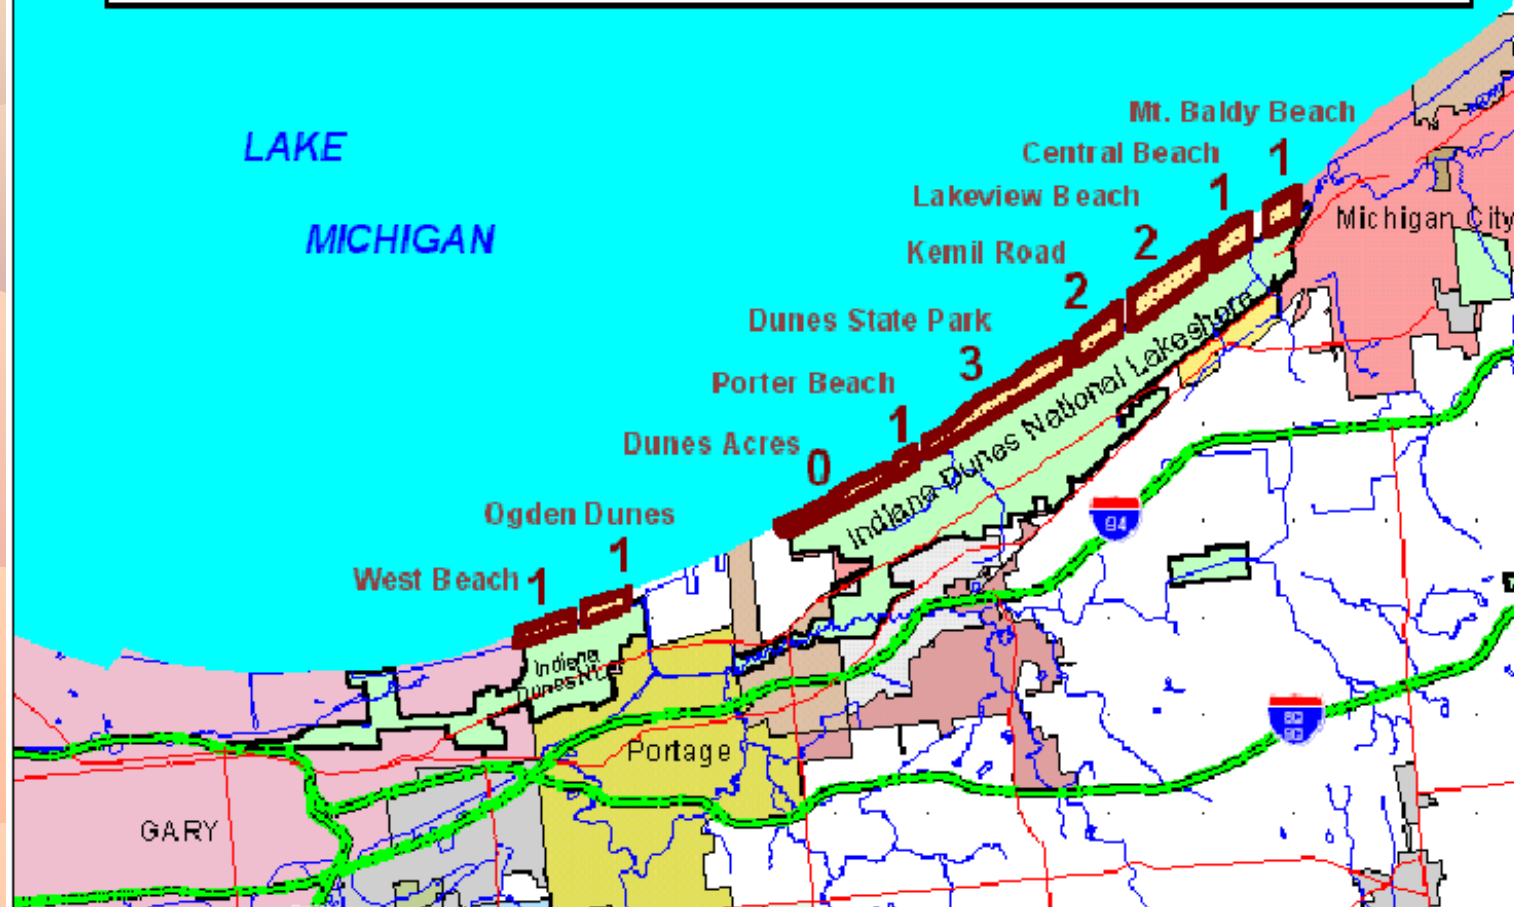 Mt. Baldy Beach
1
Central Beach
1
Lakeview Beach
2
Michigan City
Kemil Road
2
Dunes State Park
3
Porter Beach
1
Dunes Acres
0
Ogden Dunes
1
West Beach
1
LAKE
MICHIGAN
Indiana Dunes National Lakeshore
94
Indiana
Dunes
80
90
Portage
GARY